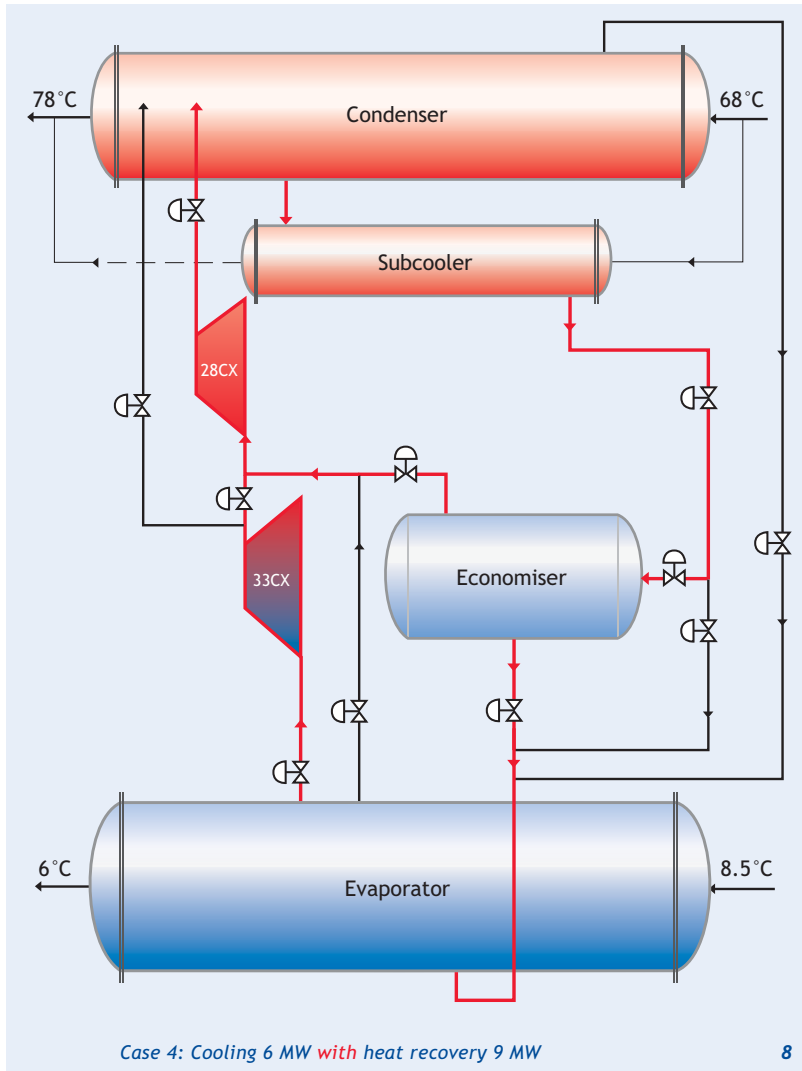 78°C
68°C
Condenser
Subcooler
28CX
33CX
Economiser
6°C
8.5°C
Evaporator
Case 4: Cooling 6 MW with heat recovery 9 MW
8